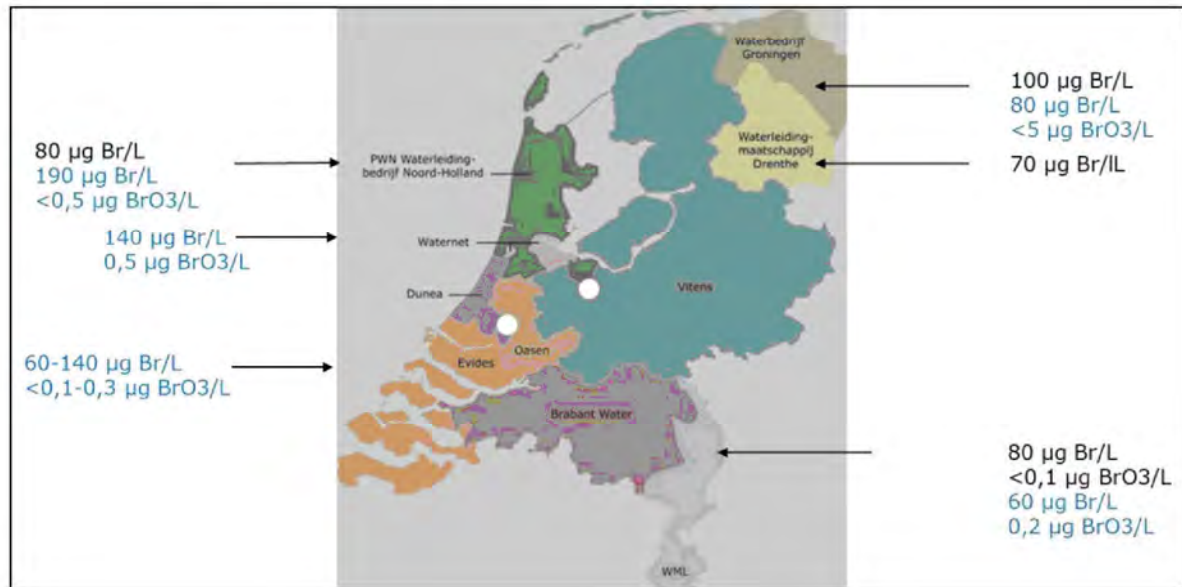 80 µg Br/L
190 µg Br/L
<0,5 µg BrO3/L
140 µg Br/L
0,5 µg BrO3/L
60-140 µg Br/L
<0,1-0,3 µg BrO3/L
Waterbedrijf
Groningen
Waterleiding-
maatschappij
Drenthe
PWN Waterleiding-
bedrijf Noord-Holland
Waternet
Vitens
Dunea
Oasen
Evides
Brabant Water
WML
100 µg Br/L
80 µg Br/L
<5 µg BrO3/L
70 µg Br/lL
80 µg Br/L
<0,1 µg BrO3/L
60 µg Br/L
0,2 µg BrO3/L